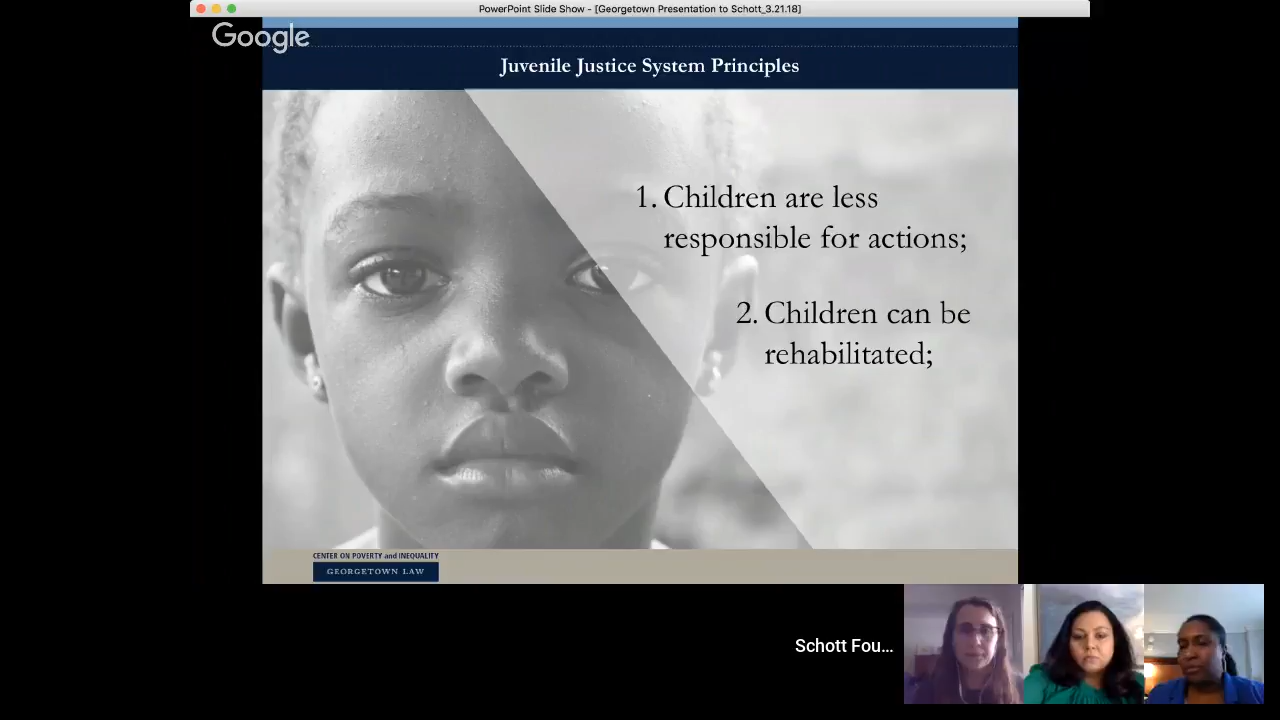 PowerPoint Slide Show - [Georgetown Presentation to Schott_3.21.18]
Google
Juvenile Justice System Principles
1. Children are less
responsible for actions;
2. Children can be
rehabilitated;
CENTER ON POVERTY and INEQUALITY
GEORGETOWN LAW
Schott Fou...